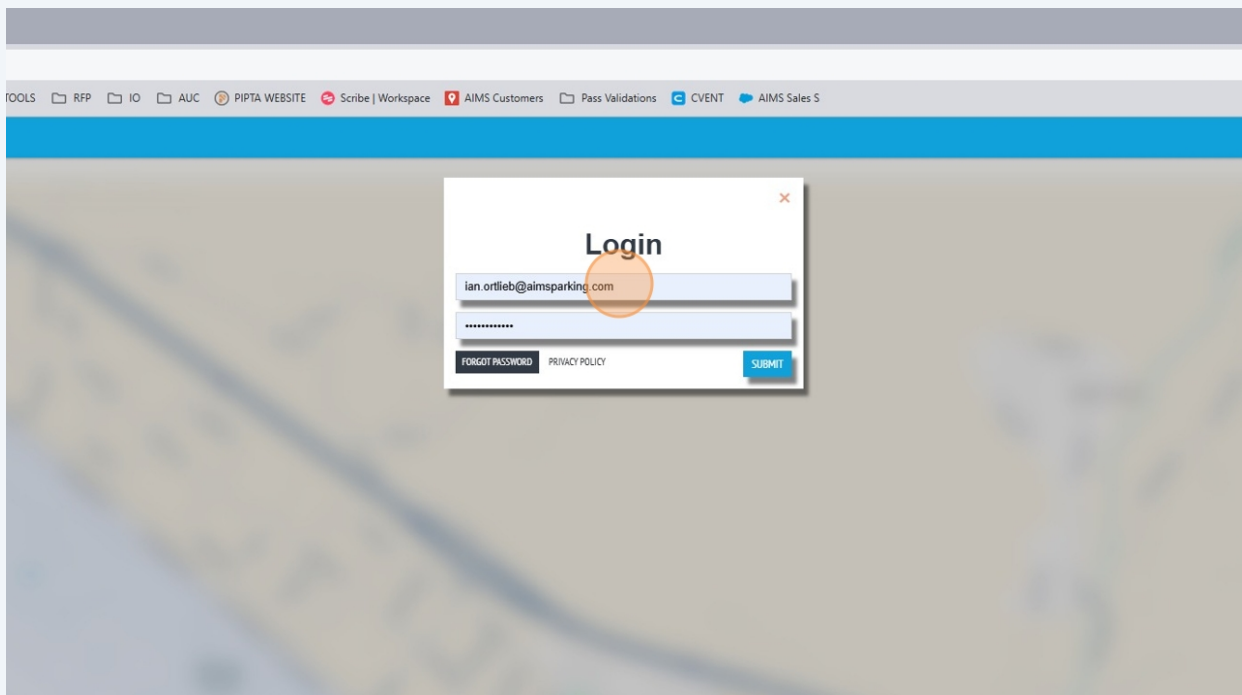 TOOLS RFP IO AUC PIPTA WEBSITE Scribe | Workspace AIMS Customers Pass Validations CVENT AIMS Sales S
Login
ian.ortlieb@aimsparking.com
••••••••••••
FORGOT PASSWORD PRIVACY POLICY SUBMIT